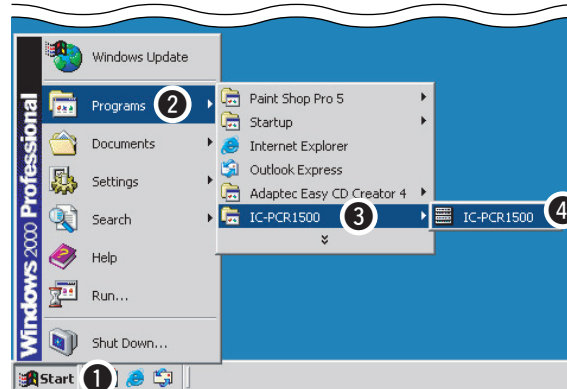 Windows 2000 Professional
Windows Update
Programs 2
Documents
Settings
Search
Help
Run...
Shut Down...
Paint Shop Pro 5
Startup
Internet Explorer
Outlook Express
Adaptec Easy CD Creator 4
IC-PCR1500 3
IC-PCR1500 4
Start 1